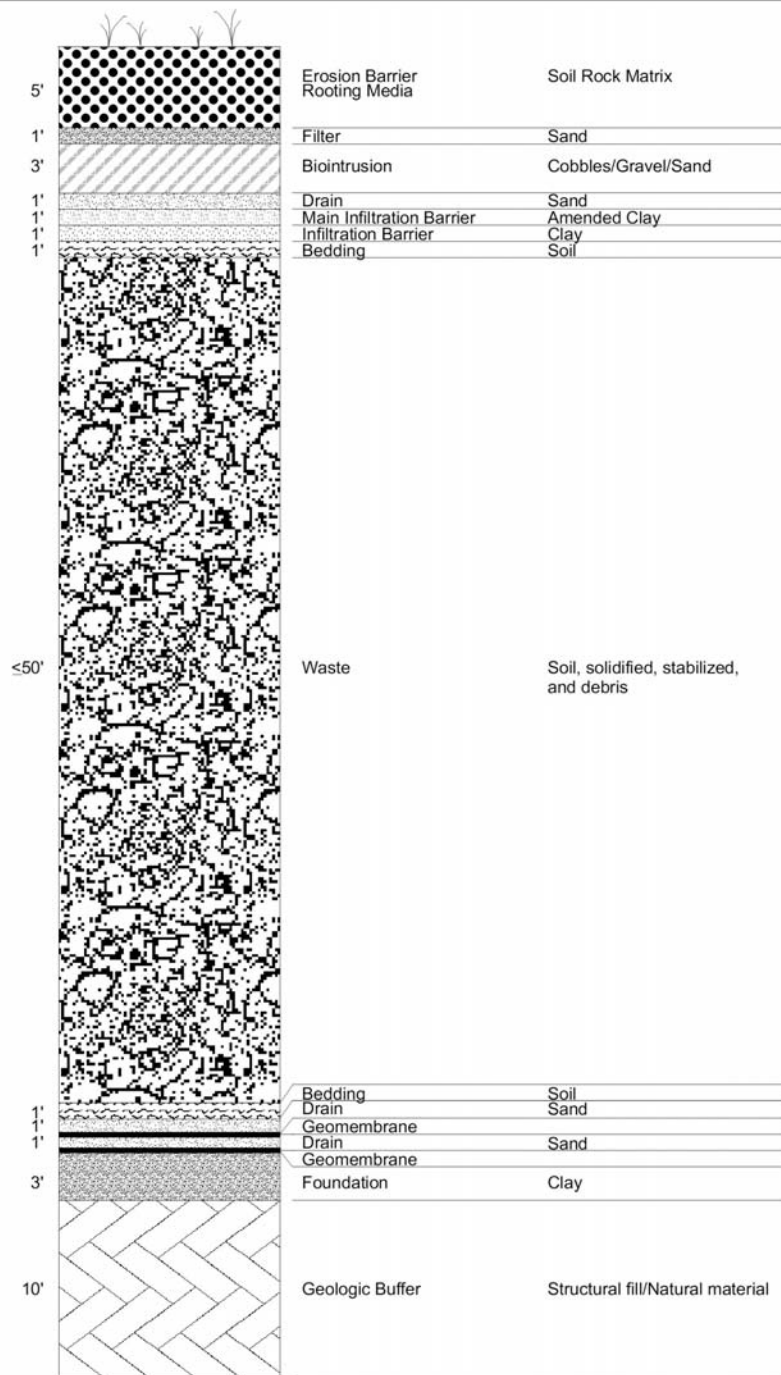 5' Erosion Barrier Soil Rock Matrix
Rooting Media
1' Filter Sand
3' Biointrusion Cobbles/Gravel/Sand
1' Drain Sand
1' Main Infiltration Barrier Amended Clay
1' Infiltration Barrier Clay
1' Bedding Soil
≤50' Waste Soil, solidified, stabilized,
and debris
Bedding Soil
1' Drain Sand
1' Geomembrane
1' Drain Sand
Geomembrane
3' Foundation Clay
10' Geologic Buffer Structural fill/Natural material